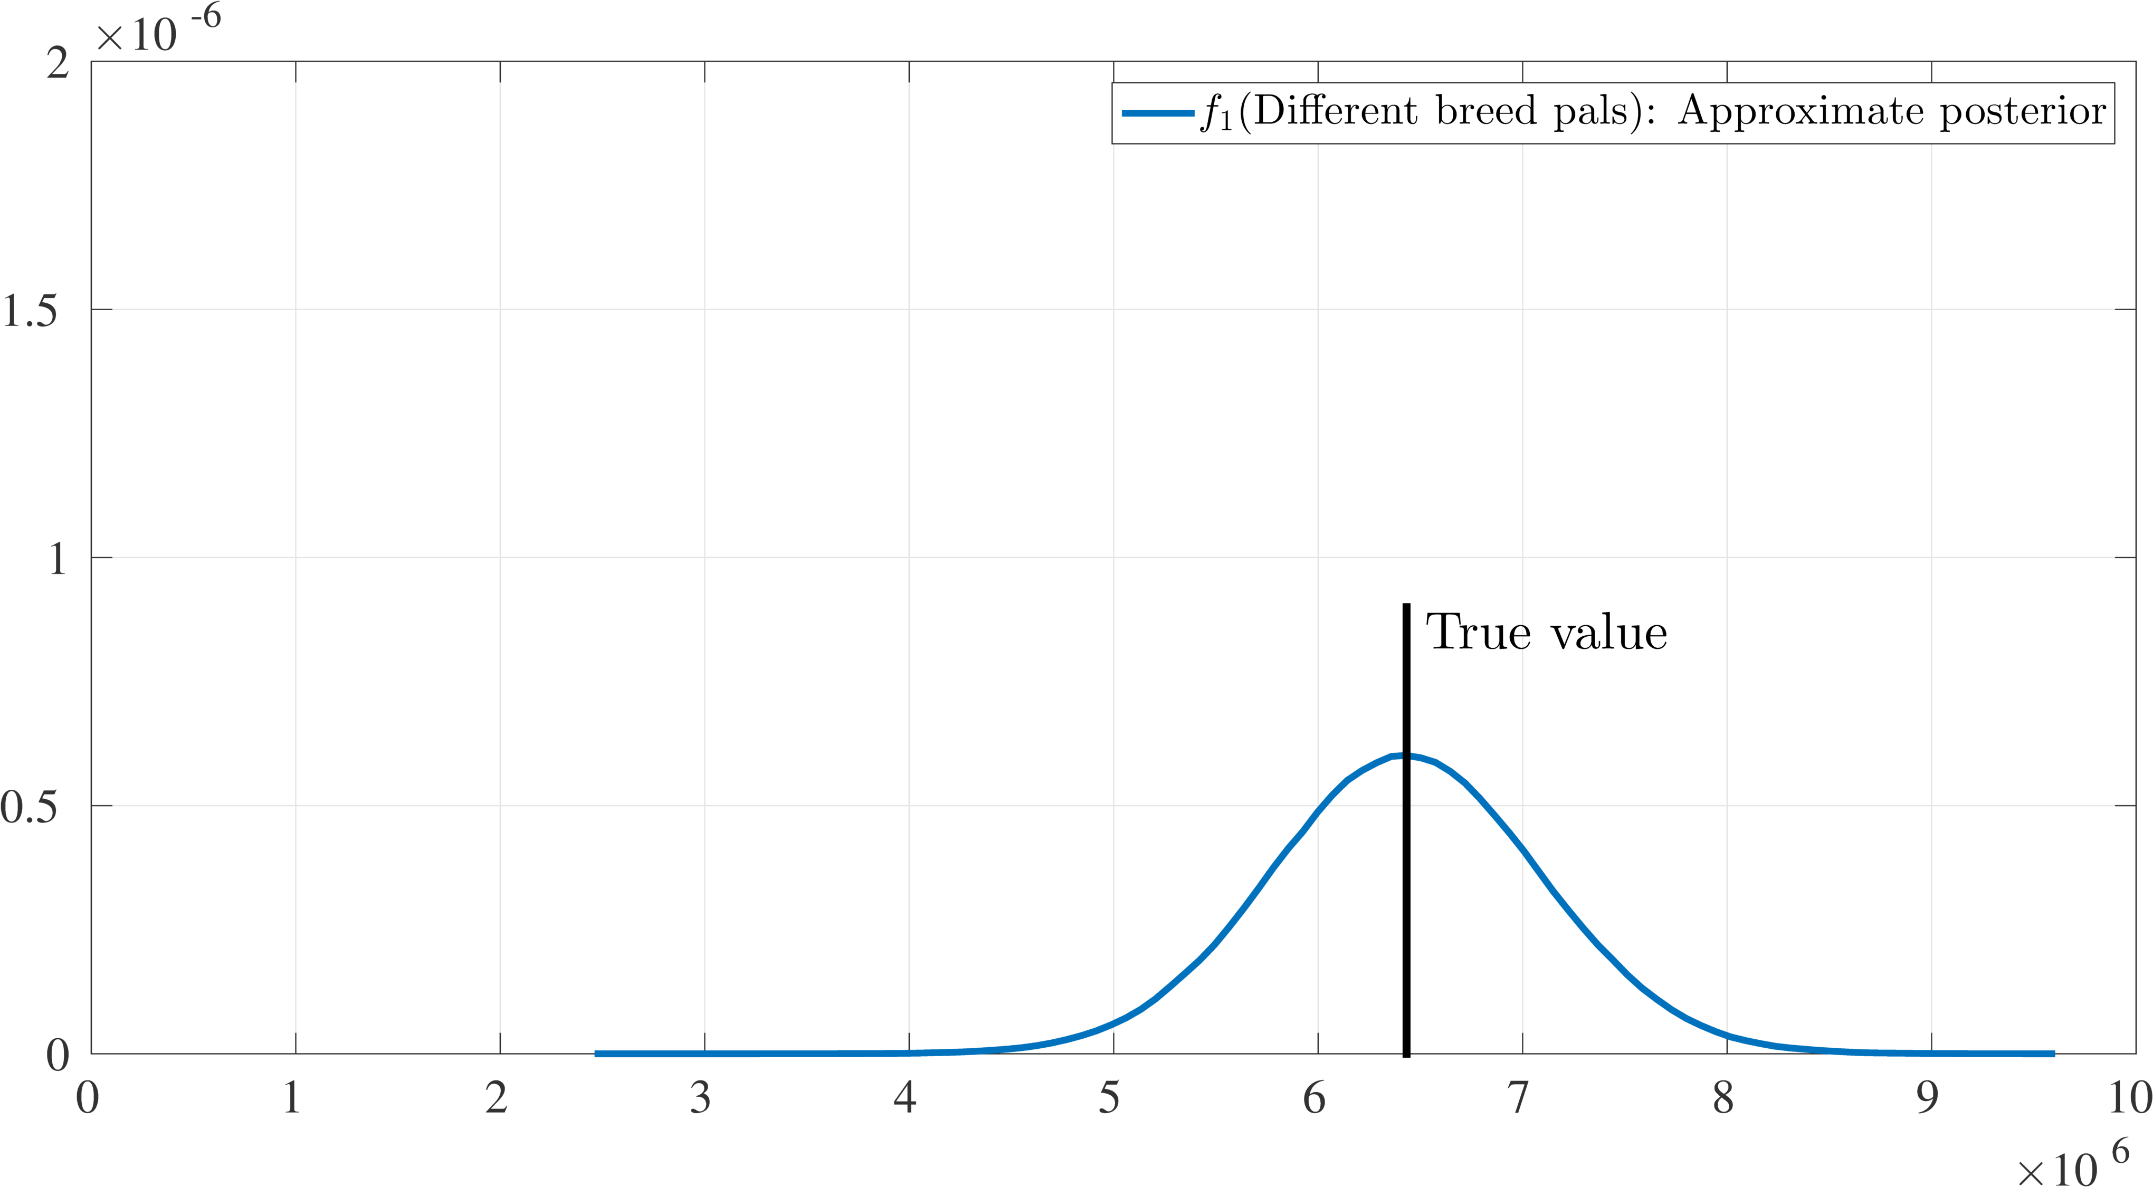 ×10 -6
2
f1(Different breed pals): Approximate posterior
1.5
1
True value
0.5
0
0 1 2 3 4 5 6 7 8 9 10
×10 6